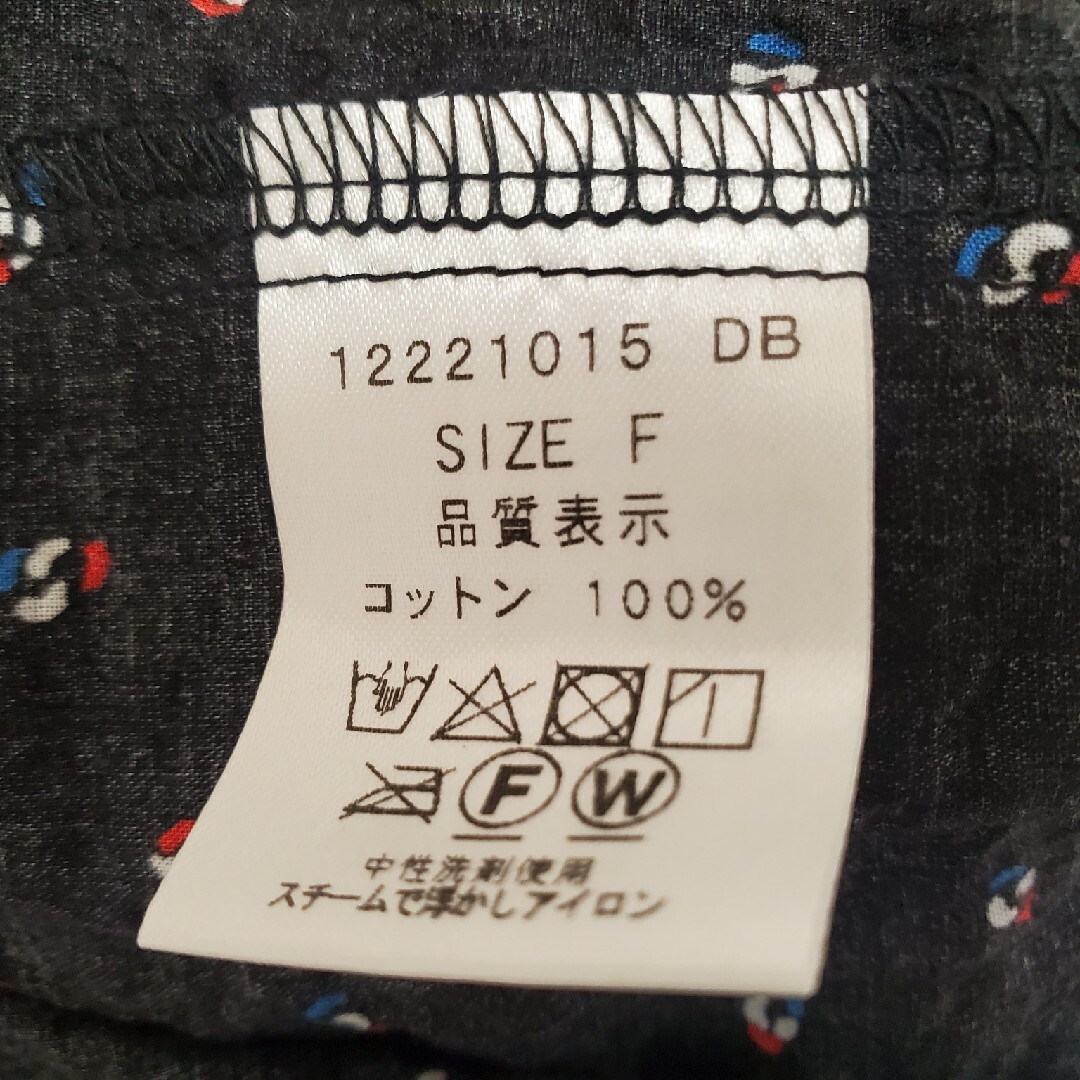 12221015 DB
SIZE F
品質表示
コットン 100%
F W
中性洗剤使用
スチームで浮かしアイロン